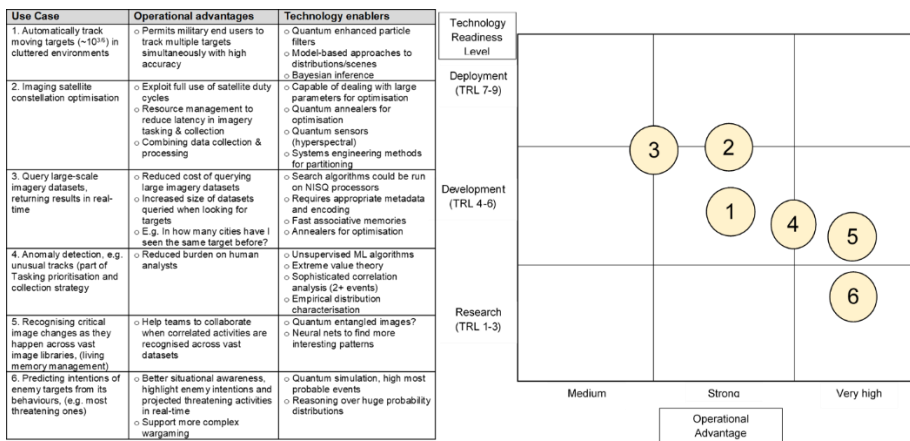 Use Case
Operational advantages
Technology enablers
1. Automatically track
moving targets (~10³/⁶) in
cluttered environments
o Permits military end users to
track multiple targets
simultaneously with high
accuracy
o Quantum enhanced particle
filters
o Model-based approaches to
distributions/scenes
o Bayesian inference
2. Imaging satellite
constellation optimisation
o Exploit full use of satellite duty
cycles
o Resource management to
reduce latency in imagery
tasking & collection
o Combining data collection &
processing
o Capable of dealing with large
parameters for optimisation
o Quantum annealers for
optimisation
o Quantum sensors
(hyperspectral)
o Systems engineering methods
for partitioning
3. Query large-scale
imagery datasets,
returning results in real-
time
o Reduced cost of querying
large imagery datasets
o Increased size of datasets
queried when looking for
targets
o E.g. In how many cities have I
seen the same target before?
o Search algorithms could be run
on NISQ processors
o Requires appropriate metadata
and encoding
o Fast associative memories
o Annealers for optimisation
4. Anomaly detection, e.g.
unusual tracks (part of
Tasking prioritisation and
collection strategy
o Reduced burden on human
analysts
o Unsupervised ML algorithms
o Extreme value theory
o Sophisticated correlation
analysis (2+ events)
o Empirical distribution
characterisation
5. Recognising critical
image changes as they
happen across vast
image libraries, (living
memory management)
o Help teams to collaborate
when correlated activities are
recognised across vast
datasets
o Quantum entangled images?
o Neural nets to find more
interesting patterns
6. Predicting intentions of
enemy targets from its
behaviours, (e.g. most
threatening ones)
o Better situational awareness,
highlight enemy intentions and
projected threatening activities
in real-time
o Support more complex
wargaming
o Quantum simulation, high most
probable events
o Reasoning over huge probability
distributions
Technology
Readiness
Level
Deployment
(TRL 7-9)
Development
(TRL 4-6)
Research
(TRL 1-3)
3
2
1
4
5
6
Medium
Strong
Very high
Operational
Advantage